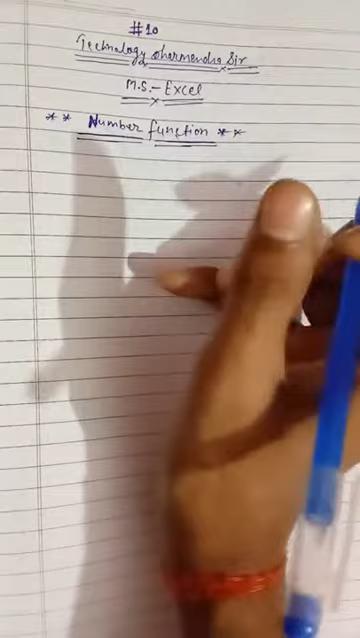 #10
Technology Dharmendra Sir
M.S.- Excel
** Number function **